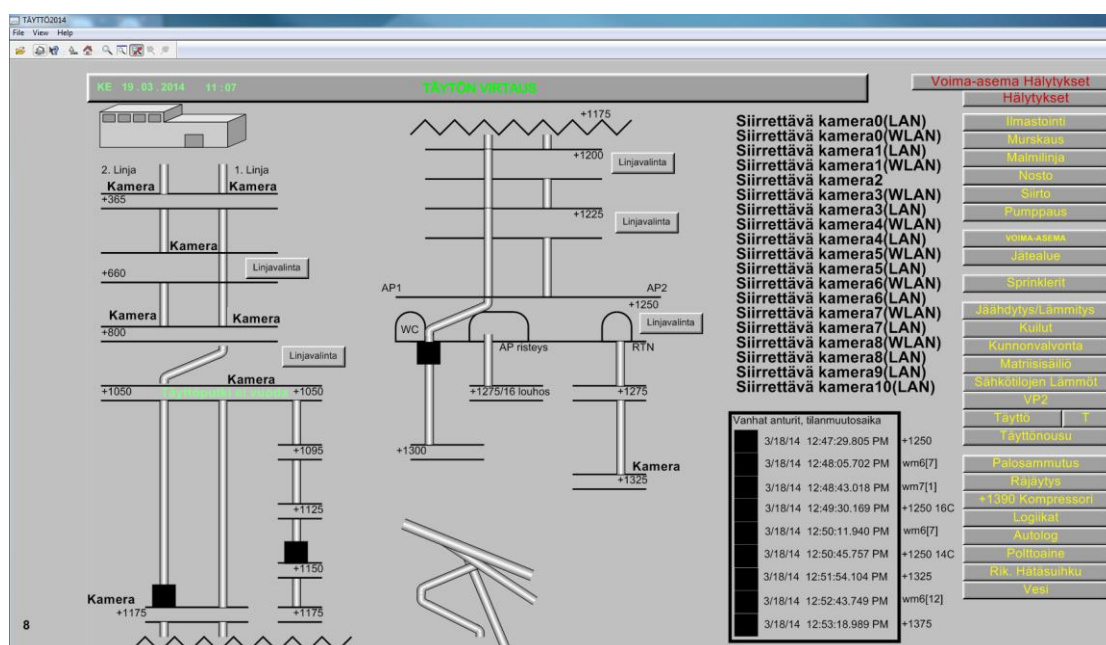 TÄYTTÖ2014
File View Help
KE 19.03.2014 11:07
TÄYTÖN VIRTAUS
Voima-asema Hälytykset
Hälytykset
Ilmastointi
Murskaus
Malmilinja
Nosto
Siirto
Pumppaus
VOIMA-ASEMA
Jätealue
Sprinklerit
Jäähdytys/Lämmitys
Kuilut
Kunnonvalvonta
Matriisisäiliö
Sähkötilojen Lämmöt
VP2
Täyttö T
Täyttönousu
Palosammutus
Räjäytys
+1390 Kompressori
Logiikat
Autolog
Polttoaine
Rik. Hätäsuihku
Vesi
2. Linja 1. Linja
Kamera Kamera
+365
Kamera
+660
Linjavalinta
Kamera Kamera
+800
Linjavalinta
Kamera
+1050 Täyttöputki ei vuoda +1050
+1095
+1125
+1150
Kamera
+1175 +1175
8
+1175
+1200
Linjavalinta
+1225
Linjavalinta
AP1 AP2
+1250
Linjavalinta
WC
AP risteys
RTN
+1275/16 louhos
+1275
+1300
Kamera
+1325
Siirrettävä kamera0(LAN)
Siirrettävä kamera0(WLAN)
Siirrettävä kamera1(LAN)
Siirrettävä kamera1(WLAN)
Siirrettävä kamera2
Siirrettävä kamera3(WLAN)
Siirrettävä kamera3(LAN)
Siirrettävä kamera4(WLAN)
Siirrettävä kamera4(LAN)
Siirrettävä kamera5(WLAN)
Siirrettävä kamera5(LAN)
Siirrettävä kamera6(WLAN)
Siirrettävä kamera6(LAN)
Siirrettävä kamera7(WLAN)
Siirrettävä kamera7(LAN)
Siirrettävä kamera8(WLAN)
Siirrettävä kamera8(LAN)
Siirrettävä kamera9(LAN)
Siirrettävä kamera10(LAN)
Vanhat anturit, tilanmuutosaika
3/18/14 12:47:29.805 PM +1250
3/18/14 12:48:05.702 PM wm6[7]
3/18/14 12:48:43.018 PM wm7[1]
3/18/14 12:49:30.169 PM +1250 16C
3/18/14 12:50:11.940 PM wm6[7]
3/18/14 12:50:45.757 PM +1250 14C
3/18/14 12:51:54.104 PM +1325
3/18/14 12:52:43.749 PM wm6[12]
3/18/14 12:53:18.989 PM +1375